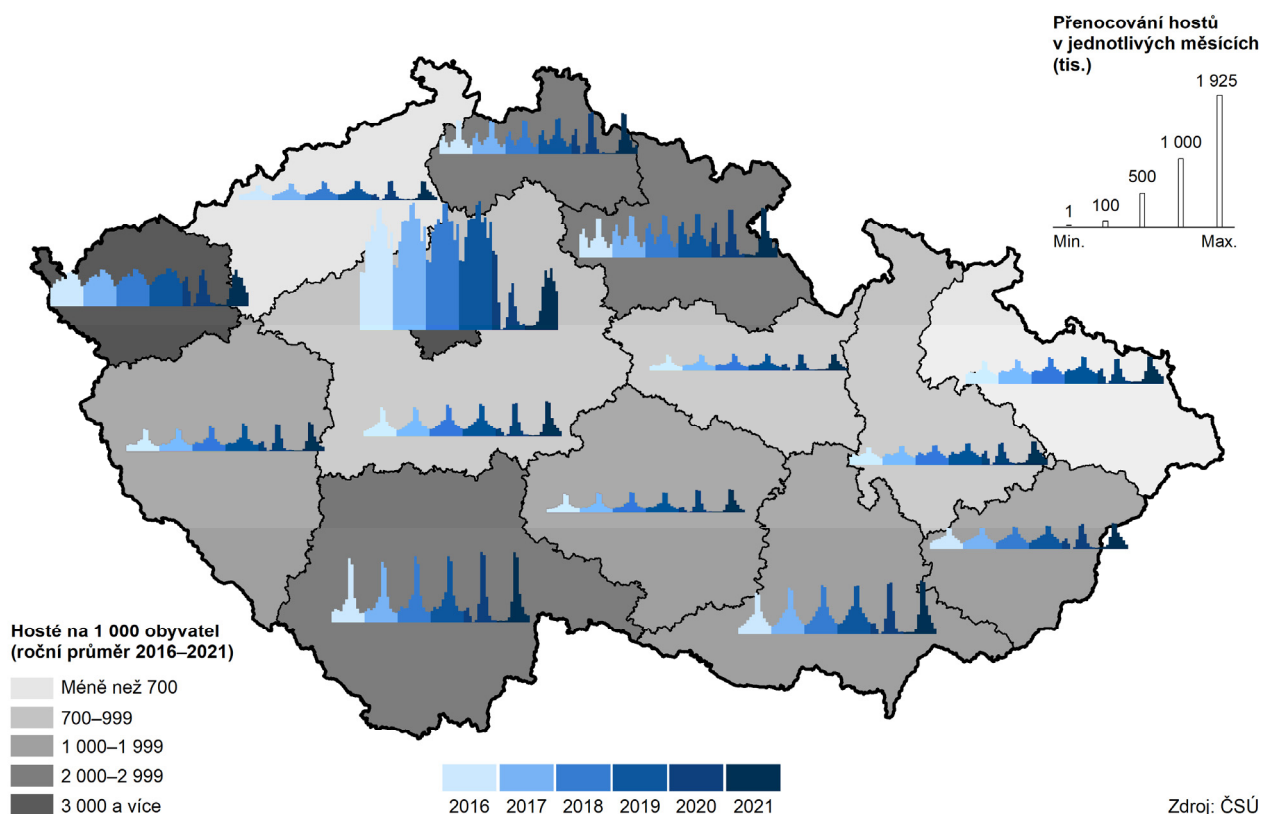 Přenocování hostů
v jednotlivých měsících
(tis.)
1 925
1 000
500
100
1
Min.
Max.
Hosté na 1 000 obyvatel
(roční průměr 2016–2021)
Méně než 700
700–999
1 000–1 999
2 000–2 999
3 000 a více
2016 2017 2018 2019 2020 2021
Zdroj: ČSÚ